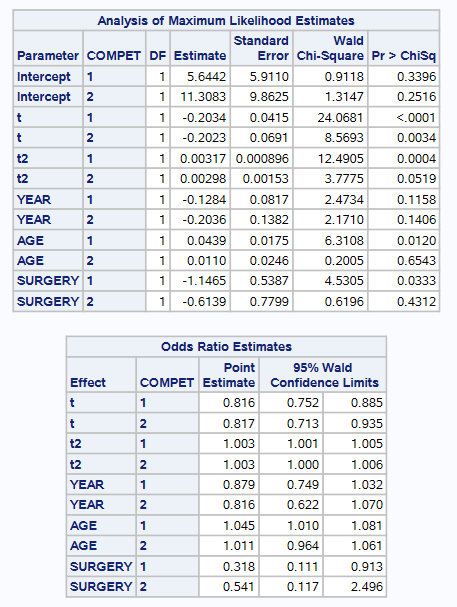 Analysis of Maximum Likelihood Estimates
Parameter COMPET DF Estimate Standard Error Wald Chi-Square Pr > ChiSq
Intercept 1 1 5.6442 5.9110 0.9118 0.3396
Intercept 2 1 11.3083 9.8625 1.3147 0.2516
t 1 1 -0.2034 0.0415 24.0681 <.0001
t 2 1 -0.2023 0.0691 8.5693 0.0034
t2 1 1 0.00317 0.000896 12.4905 0.0004
t2 2 1 0.00298 0.00153 3.7775 0.0519
YEAR 1 1 -0.1284 0.0817 2.4734 0.1158
YEAR 2 1 -0.2036 0.1382 2.1710 0.1406
AGE 1 1 0.0439 0.0175 6.3108 0.0120
AGE 2 1 0.0110 0.0246 0.2005 0.6543
SURGERY 1 1 -1.1465 0.5387 4.5305 0.0333
SURGERY 2 1 -0.6139 0.7799 0.6196 0.4312
Odds Ratio Estimates
Effect COMPET Point Estimate 95% Wald Confidence Limits
t 1 0.816 0.752 0.885
t 2 0.817 0.713 0.935
t2 1 1.003 1.001 1.005
t2 2 1.003 1.000 1.006
YEAR 1 0.879 0.749 1.032
YEAR 2 0.816 0.622 1.070
AGE 1 1.045 1.010 1.081
AGE 2 1.011 0.964 1.061
SURGERY 1 0.318 0.111 0.913
SURGERY 2 0.541 0.117 2.496